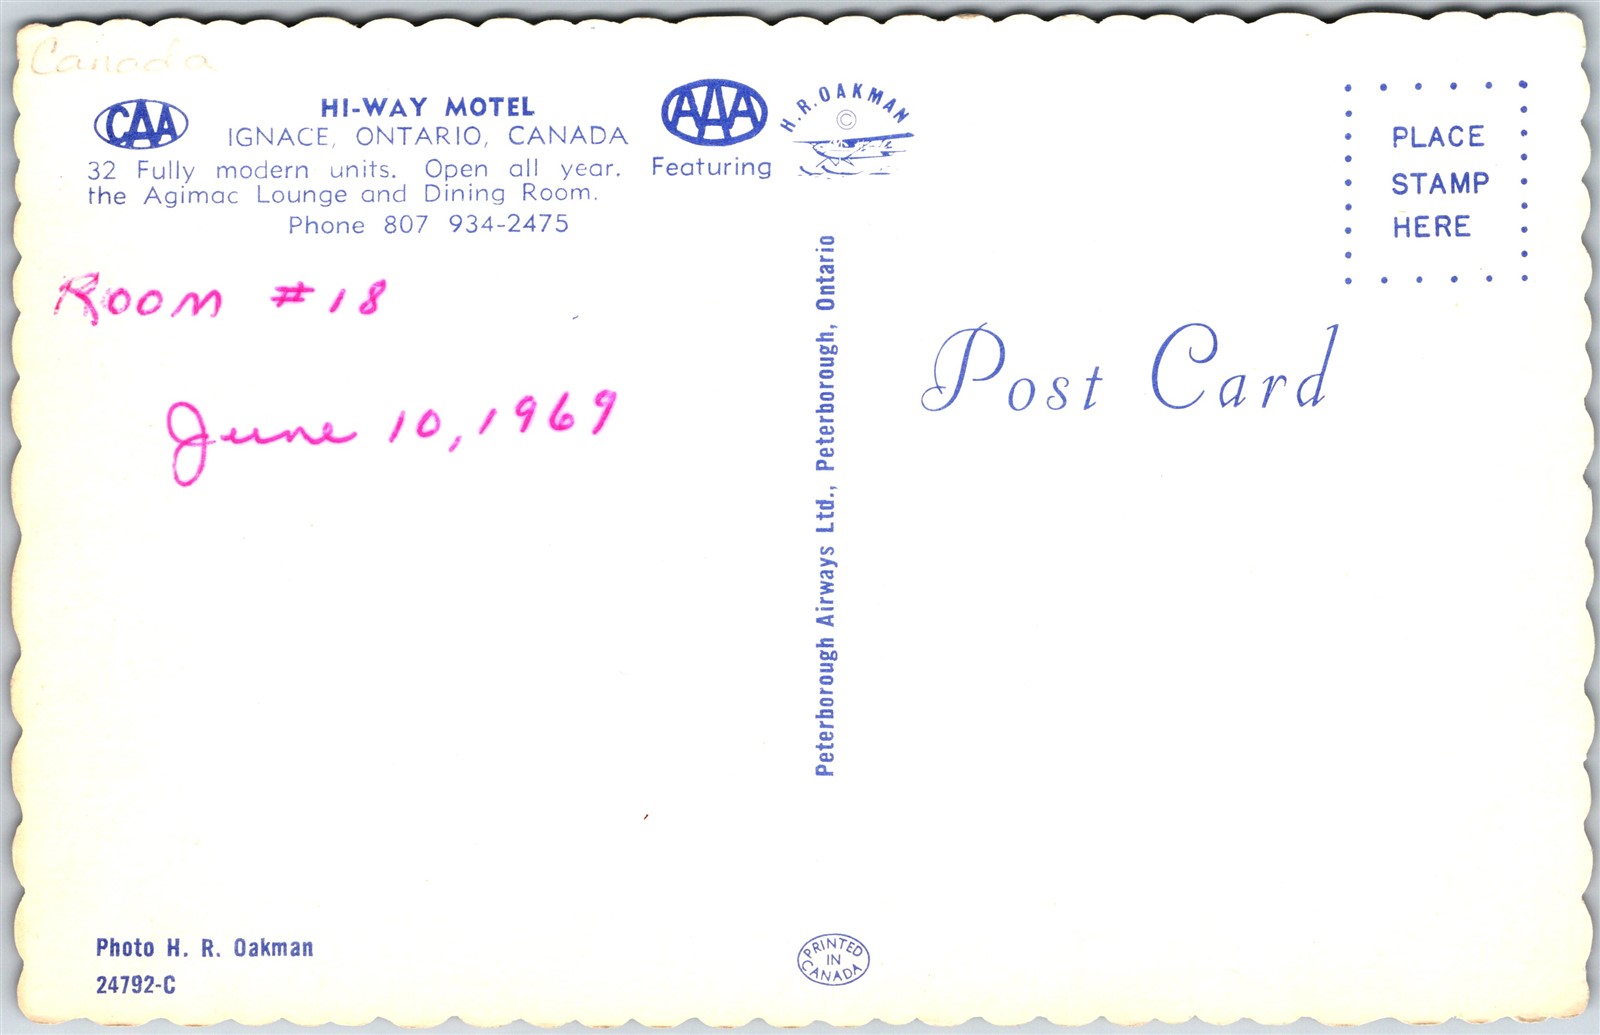 Canada
CAA
HI-WAY MOTEL
IGNACE, ONTARIO, CANADA
AAA
32 Fully modern units. Open all year. Featuring
the Agimac Lounge and Dining Room.
Phone 807 934-2475
H. R. OAKMAN
©
PLACE
STAMP
HERE
Room #18
June 10, 1969
Post Card
Peterborough Airways Ltd., Peterborough, Ontario
Photo H. R. Oakman
24792-C
PRINTED
IN
CANADA